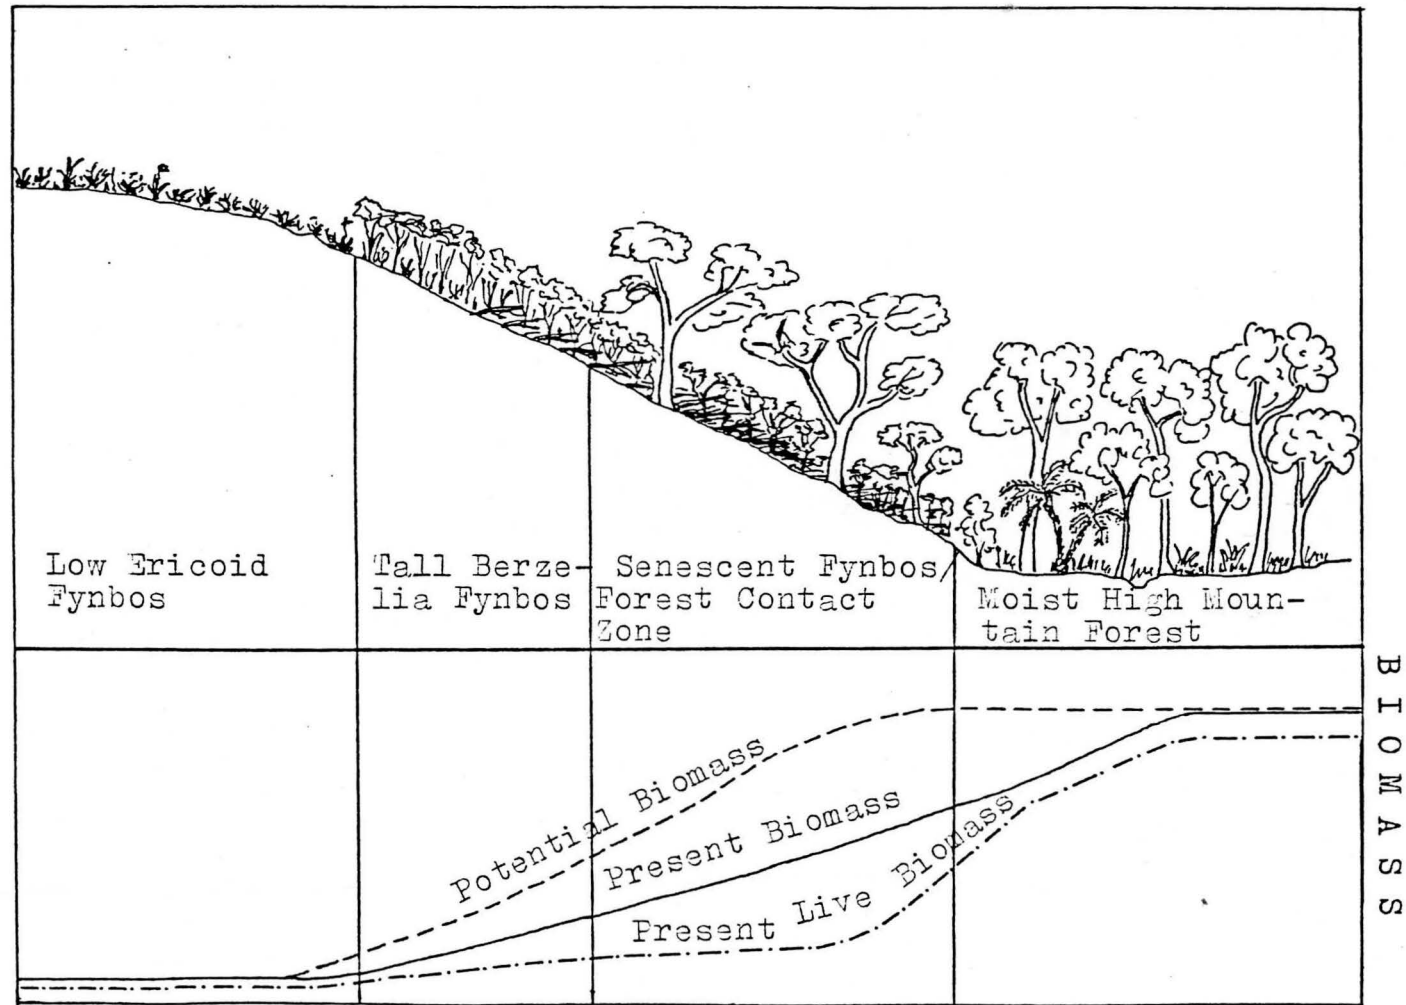 Low Ericoid
Fynbos
Tall Berze-
lia Fynbos
Senescent Fynbos/
Forest Contact
Zone
Moist High Moun-
tain Forest
BIOMASS
Potential Biomass
Present Biomass
Present Live Biomass